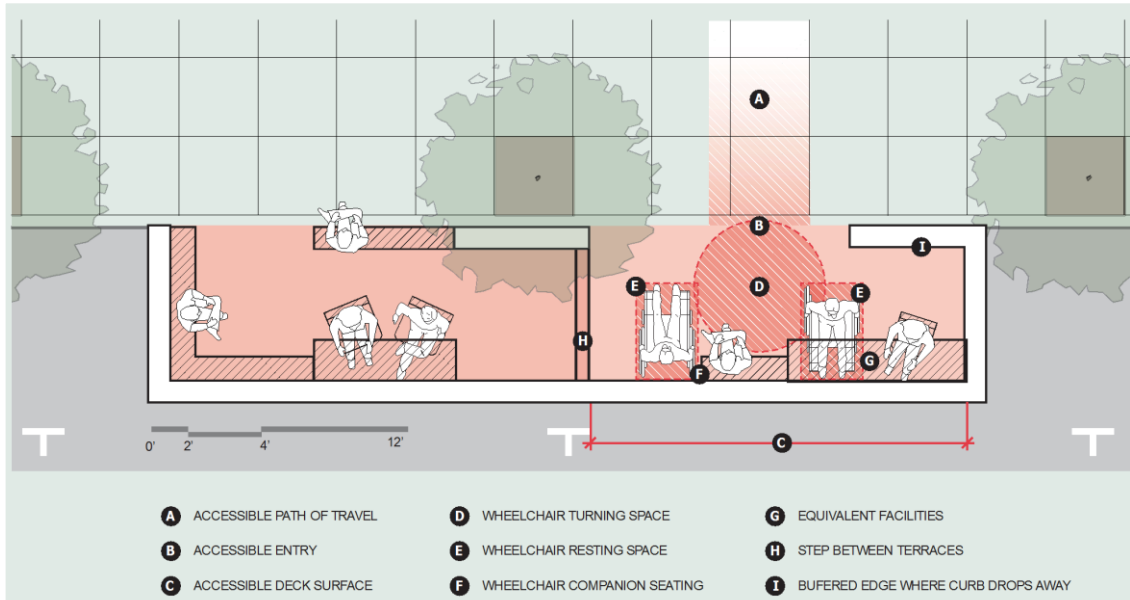 A
B
I
E
D
E
H
G
F
0' 2' 4' 12'
C
A ACCESSIBLE PATH OF TRAVEL
B ACCESSIBLE ENTRY
C ACCESSIBLE DECK SURFACE
D WHEELCHAIR TURNING SPACE
E WHEELCHAIR RESTING SPACE
F WHEELCHAIR COMPANION SEATING
G EQUIVALENT FACILITIES
H STEP BETWEEN TERRACES
I BUFERED EDGE WHERE CURB DROPS AWAY